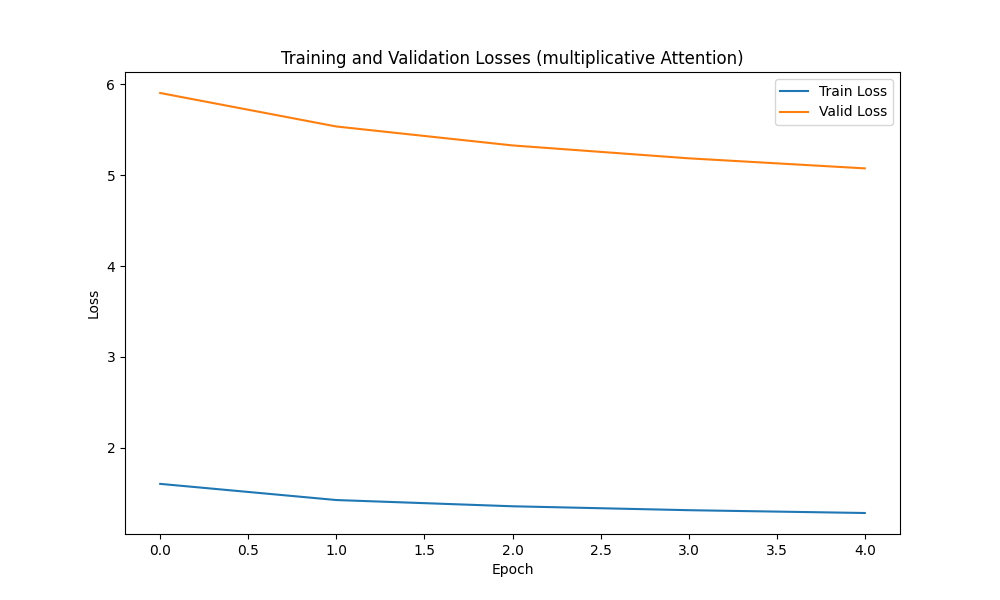 Training and Validation Losses (multiplicative Attention)
Train Loss
Valid Loss
6
5
4
3
2
Loss
0.0 0.5 1.0 1.5 2.0 2.5 3.0 3.5 4.0
Epoch